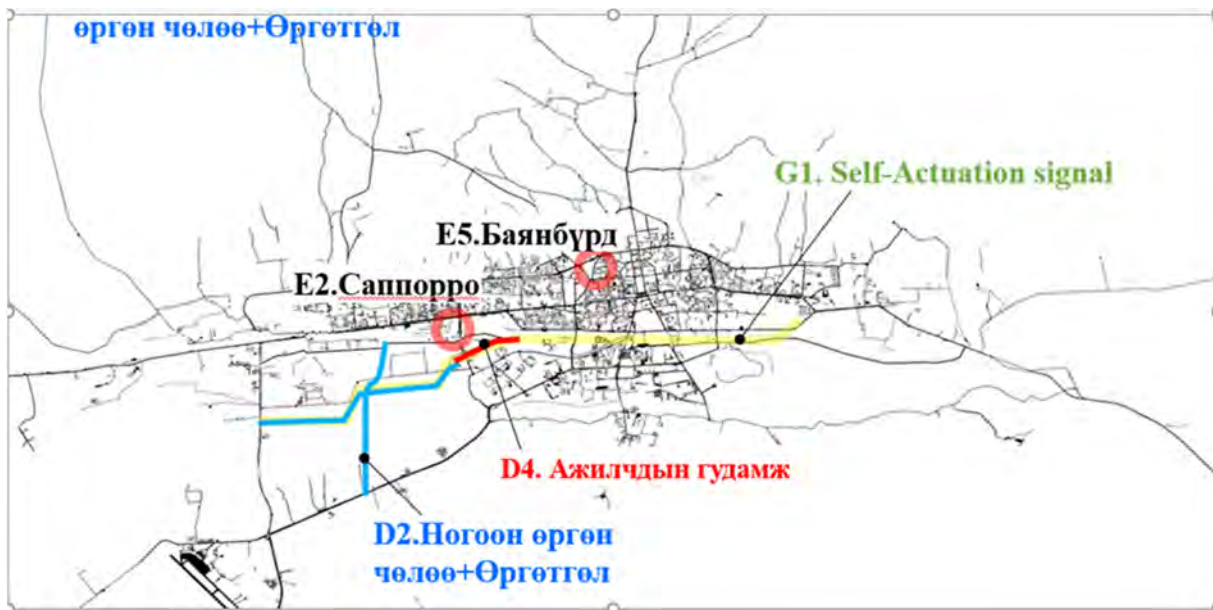 өргөн чөлөө+Өргөтгөл
G1. Self-Actuation signal
E5.Баянбүрд
E2.Саппорро
D4. Ажилчдын гудамж
D2.Ногоон өргөн
чөлөө+Өргөтгөл